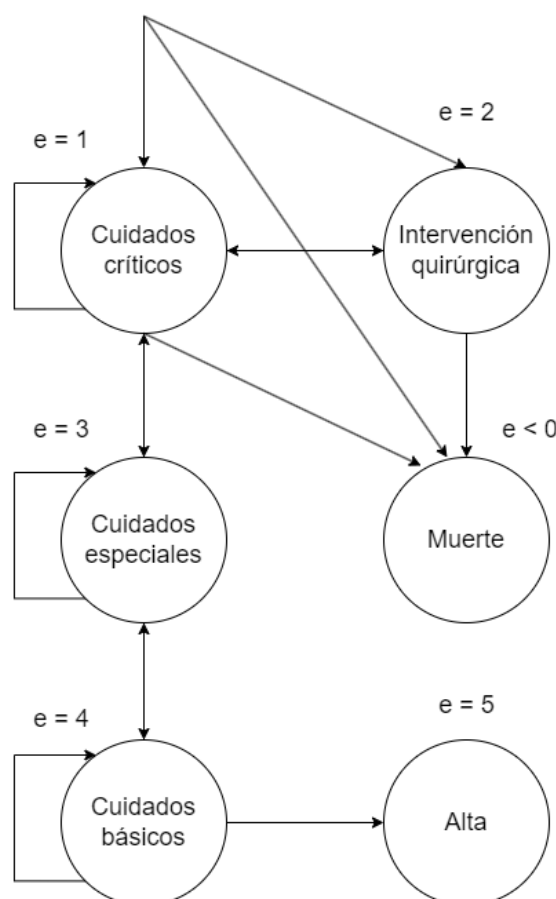 e = 2
e = 1
Cuidados
críticos
Intervención
quirúrgica
e = 3
e < 0
Cuidados
especiales
Muerte
e = 4
e = 5
Cuidados
básicos
Alta